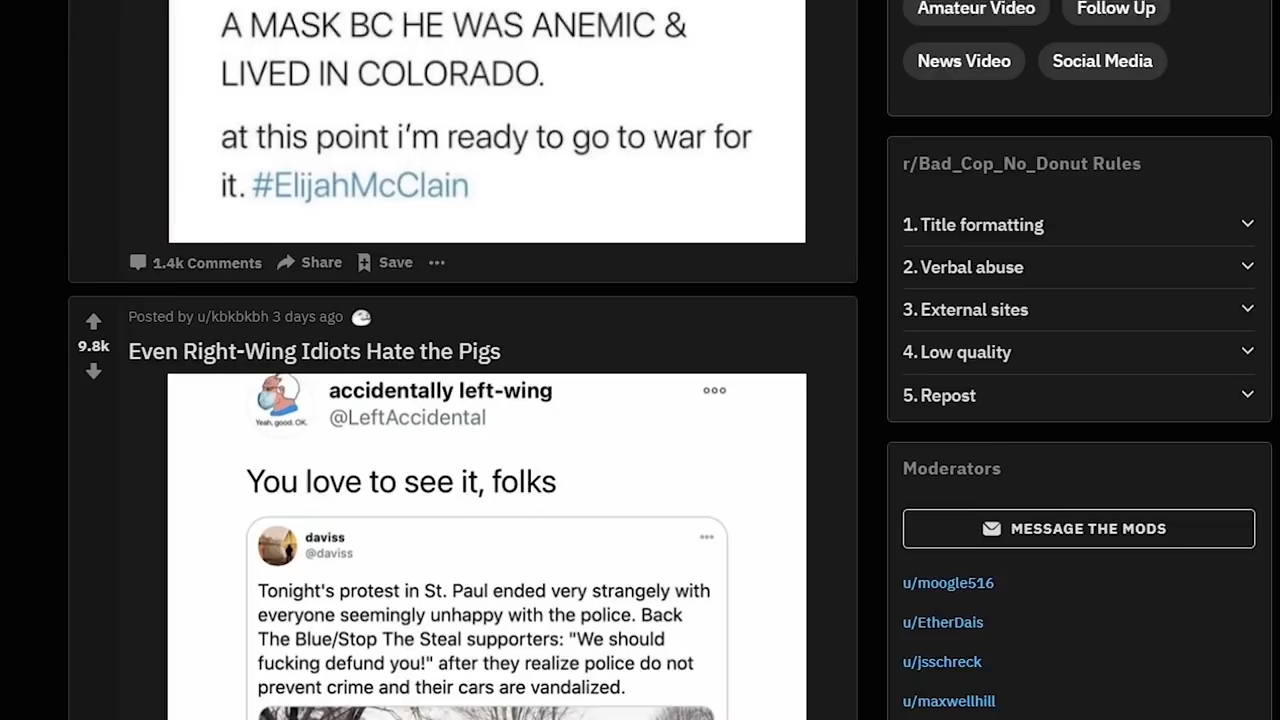 A MASK BC HE WAS ANEMIC &
LIVED IN COLORADO.
at this point i'm ready to go to war for
it. #ElijahMcClain
1.4k Comments Share Save
Posted by u/kbkbkbh 3 days ago
9.8k
Even Right-Wing Idiots Hate the Pigs
accidentally left-wing
@LeftAccidental
Yeah, good. OK.
You love to see it, folks
daviss
@daviss
Tonight's protest in St. Paul ended very strangely with
everyone seemingly unhappy with the police. Back
The Blue/Stop The Steal supporters: "We should
fucking defund you!" after they realize police do not
prevent crime and their cars are vandalized.
Amateur Video Follow Up
News Video Social Media
r/Bad_Cop_No_Donut Rules
1. Title formatting
2. Verbal abuse
3. External sites
4. Low quality
5. Repost
Moderators
MESSAGE THE MODS
u/moogle516
u/EtherDais
u/jsschreck
u/maxwellhill